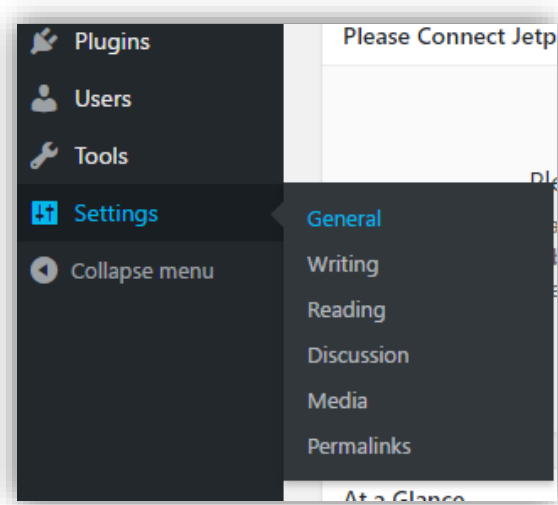 Plugins
Please Connect Jetp
Users
Tools
Settings
General
Writing
Collapse menu
Reading
Discussion
Media
Permalinks
At a Glance